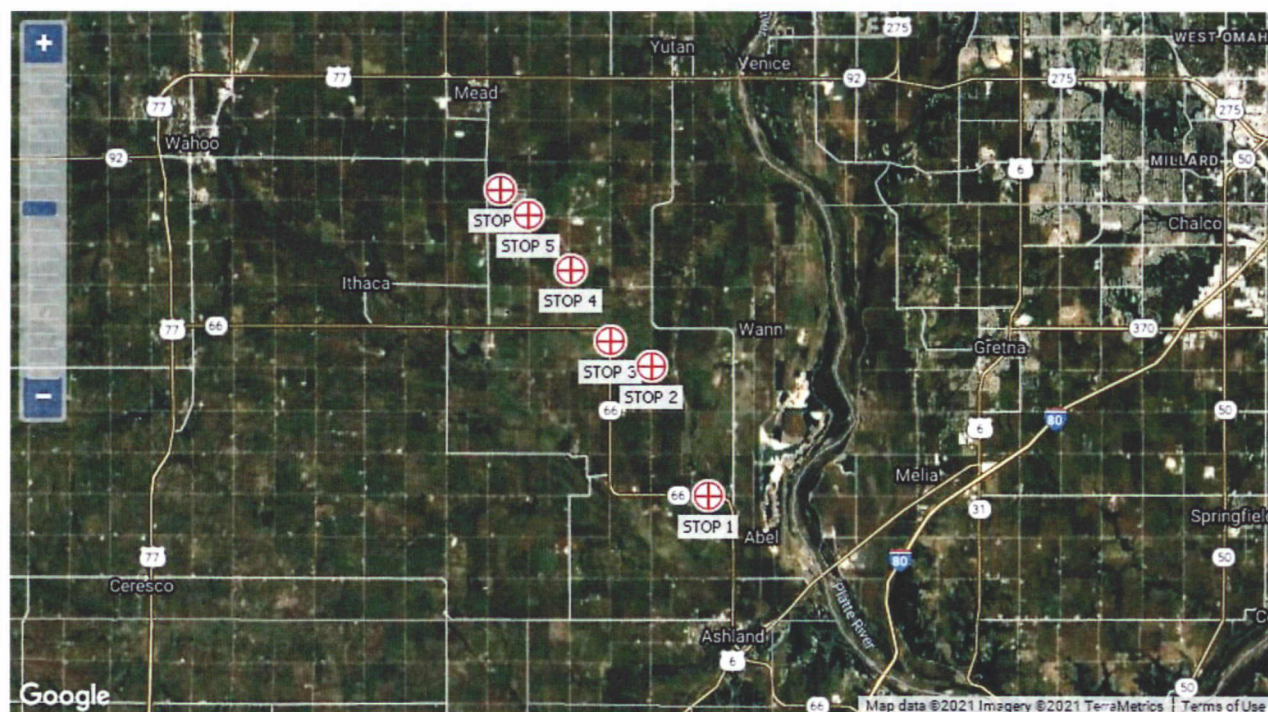 +
275
WEST OMAH
Yutan
Venice
77
92
275
Mead
77
275
Wahoo
92
MILLARD
50
6
STOP
Chalco
STOP 5
Ithaca
STOP 4
77
66
Wann
370
Gretna
STOP 3
STOP 2
−
66
50
80
6
Melia
66
STOP 1
31
Springfiel
Abel
77
80
50
Ceresco
Platte River
Ashland
6
Google
50
66
Map data ©2021 Imagery ©2021 TerraMetrics
Terms of Use